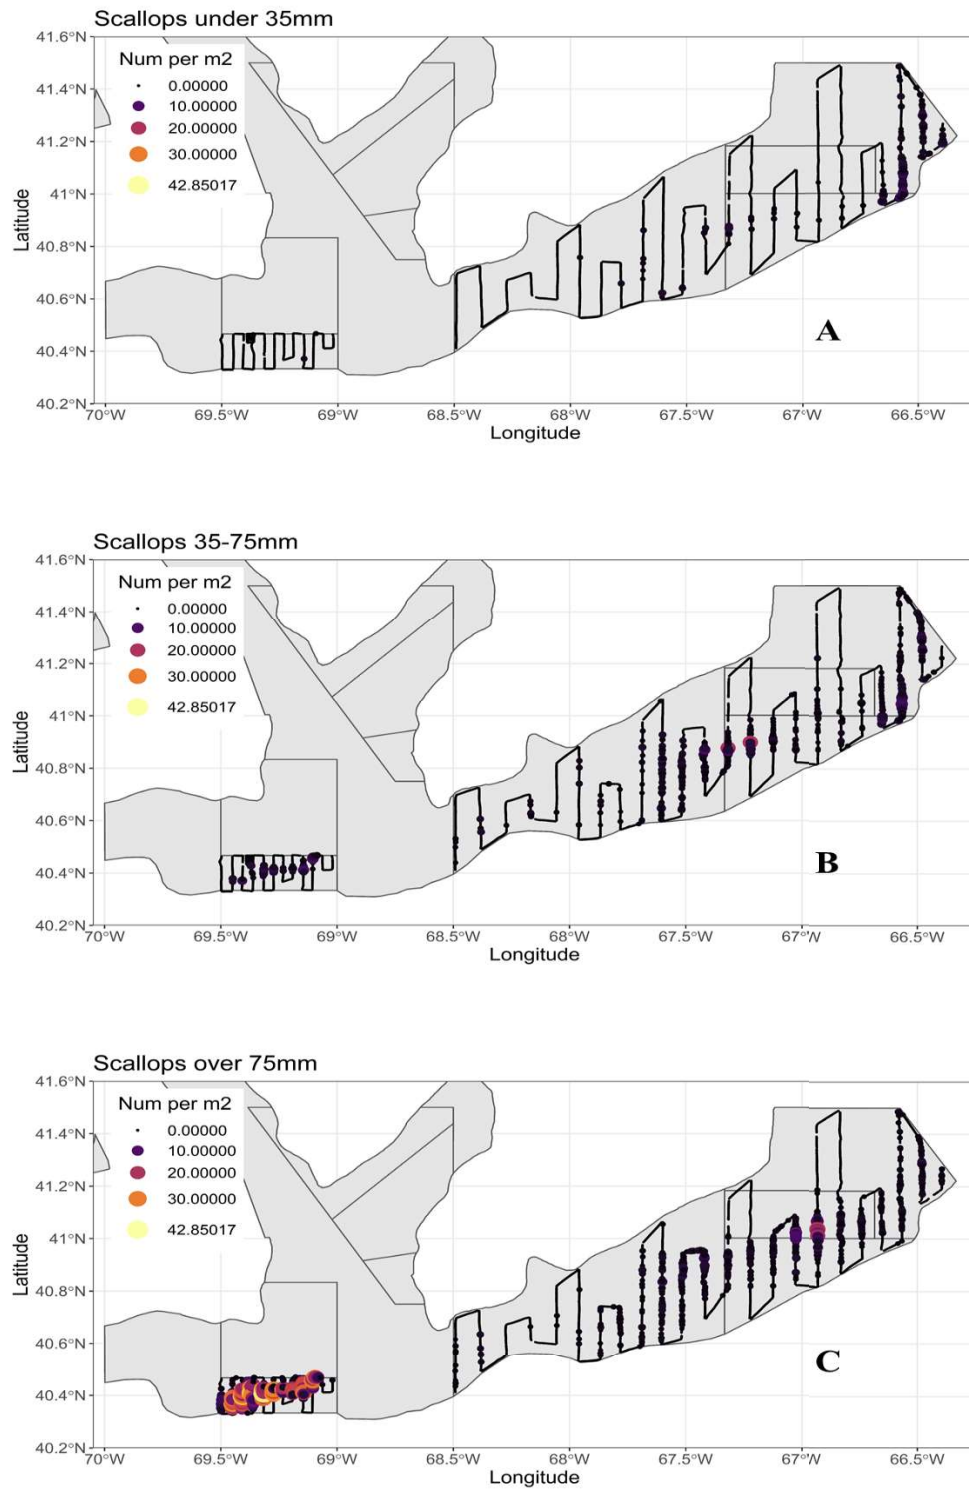 Scallops under 35mm
41.6°N
41.4°N
41.2°N
41°N
40.8°N
40.6°N
40.4°N
40.2°N
Latitude
Num per m2
0.00000
10.00000
20.00000
30.00000
42.85017
A
70°W 69.5°W 69°W 68.5°W 68°W 67.5°W 67°W 66.5°W
Longitude
Scallops 35-75mm
41.6°N
41.4°N
41.2°N
41°N
40.8°N
40.6°N
40.4°N
40.2°N
Latitude
Num per m2
0.00000
10.00000
20.00000
30.00000
42.85017
B
70°W 69.5°W 69°W 68.5°W 68°W 67.5°W 67°W 66.5°W
Longitude
Scallops over 75mm
41.6°N
41.4°N
41.2°N
41°N
40.8°N
40.6°N
40.4°N
40.2°N
Latitude
Num per m2
0.00000
10.00000
20.00000
30.00000
42.85017
C
70°W 69.5°W 69°W 68.5°W 68°W 67.5°W 67°W 66.5°W
Longitude